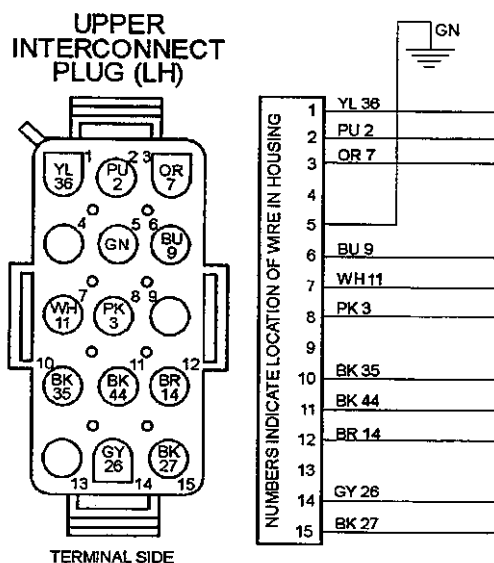 UPPER
INTERCONNECT
PLUG (LH)
YL
36
1
PU
2
2
3
OR
7
4
GN
5
6
BU
9
WH
11
7
PK
3
8
9
10
BK
35
BK
44
11
BR
14
12
13
GY
26
14
BK
27
15
TERMINAL SIDE
NUMBERS INDICATE LOCATION OF WIRE IN HOUSING
GN
1 YL 36
2 PU 2
3 OR 7
4
5
6 BU 9
7 WH 11
8 PK 3
9
10 BK 35
11 BK 44
12 BR 14
13
14 GY 26
15 BK 27